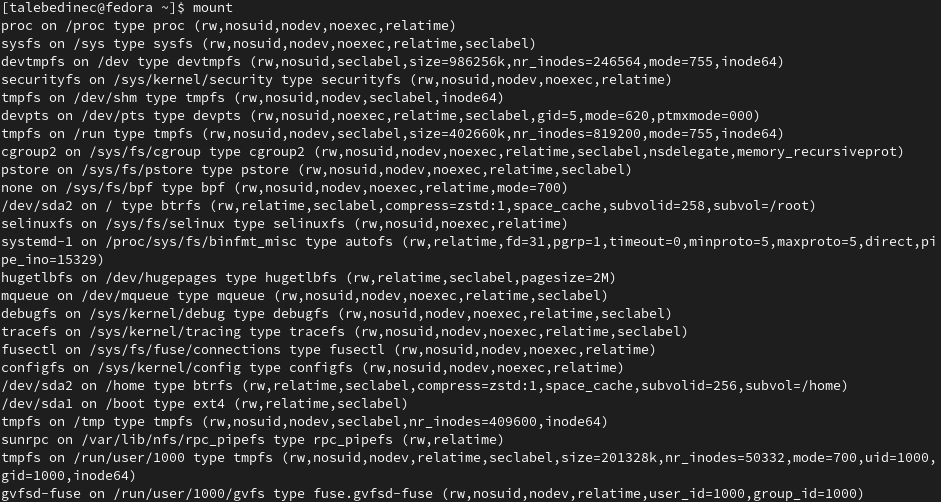 [talebedinec@fedora ~]$ mount
proc on /proc type proc (rw,nosuid,nodev,noexec,relatime)
sysfs on /sys type sysfs (rw,nosuid,nodev,noexec,relatime,seclabel)
devtmpfs on /dev type devtmpfs (rw,nosuid,seclabel,size=986256k,nr_inodes=246564,mode=755,inode64)
securityfs on /sys/kernel/security type securityfs (rw,nosuid,nodev,noexec,relatime)
tmpfs on /dev/shm type tmpfs (rw,nosuid,nodev,seclabel,inode64)
devpts on /dev/pts type devpts (rw,nosuid,noexec,relatime,seclabel,gid=5,mode=620,ptmxmode=000)
tmpfs on /run type tmpfs (rw,nosuid,nodev,seclabel,size=402660k,nr_inodes=819200,mode=755,inode64)
cgroup2 on /sys/fs/cgroup type cgroup2 (rw,nosuid,nodev,noexec,relatime,seclabel,nsdelegate,memory_recursiveprot)
pstore on /sys/fs/pstore type pstore (rw,nosuid,nodev,noexec,relatime,seclabel)
none on /sys/fs/bpf type bpf (rw,nosuid,nodev,noexec,relatime,mode=700)
/dev/sda2 on / type btrfs (rw,relatime,seclabel,compress=zstd:1,space_cache,subvolid=258,subvol=/root)
selinuxfs on /sys/fs/selinux type selinuxfs (rw,nosuid,noexec,relatime)
systemd-1 on /proc/sys/fs/binfmt_misc type autofs (rw,relatime,fd=31,pgrp=1,timeout=0,minproto=5,maxproto=5,direct,pi
pe_ino=15329)
hugetlbfs on /dev/hugepages type hugetlbfs (rw,relatime,seclabel,pagesize=2M)
mqueue on /dev/mqueue type mqueue (rw,nosuid,nodev,noexec,relatime,seclabel)
debugfs on /sys/kernel/debug type debugfs (rw,nosuid,nodev,noexec,relatime,seclabel)
tracefs on /sys/kernel/tracing type tracefs (rw,nosuid,nodev,noexec,relatime,seclabel)
fusectl on /sys/fs/fuse/connections type fusectl (rw,nosuid,nodev,noexec,relatime)
configfs on /sys/kernel/config type configfs (rw,nosuid,nodev,noexec,relatime)
/dev/sda2 on /home type btrfs (rw,relatime,seclabel,compress=zstd:1,space_cache,subvolid=256,subvol=/home)
/dev/sda1 on /boot type ext4 (rw,relatime,seclabel)
tmpfs on /tmp type tmpfs (rw,nosuid,nodev,seclabel,nr_inodes=409600,inode64)
sunrpc on /var/lib/nfs/rpc_pipefs type rpc_pipefs (rw,relatime)
tmpfs on /run/user/1000 type tmpfs (rw,nosuid,nodev,relatime,seclabel,size=201328k,nr_inodes=50332,mode=700,uid=1000,
gid=1000,inode64)
gvfsd-fuse on /run/user/1000/gvfs type fuse.gvfsd-fuse (rw,nosuid,nodev,relatime,user_id=1000,group_id=1000)